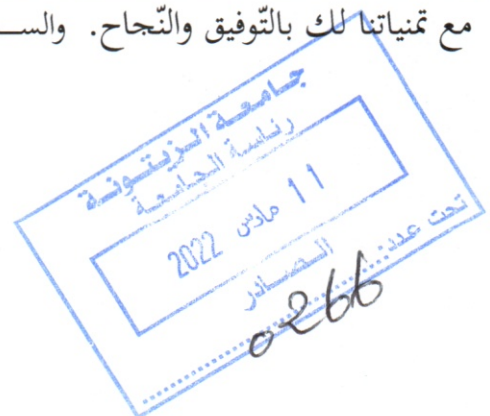 مع تمنياتنا لك بالتّوفيق والنّجاح. والسـ
جامعة الزيتونة
رئاسة الجامعة
11 مارس 2022
الصادر
تحت عدد:
0266